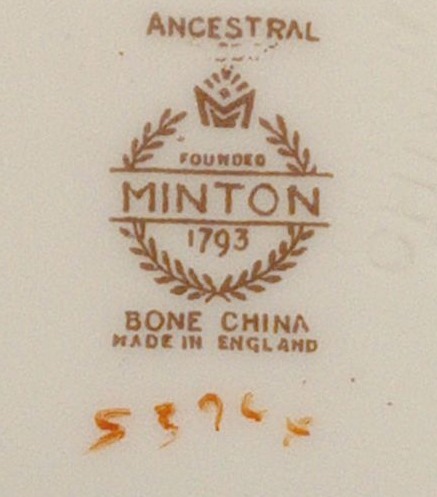 ANCESTRAL
FOUNDED
MINTON
1793
BONE CHINA
MADE IN ENGLAND